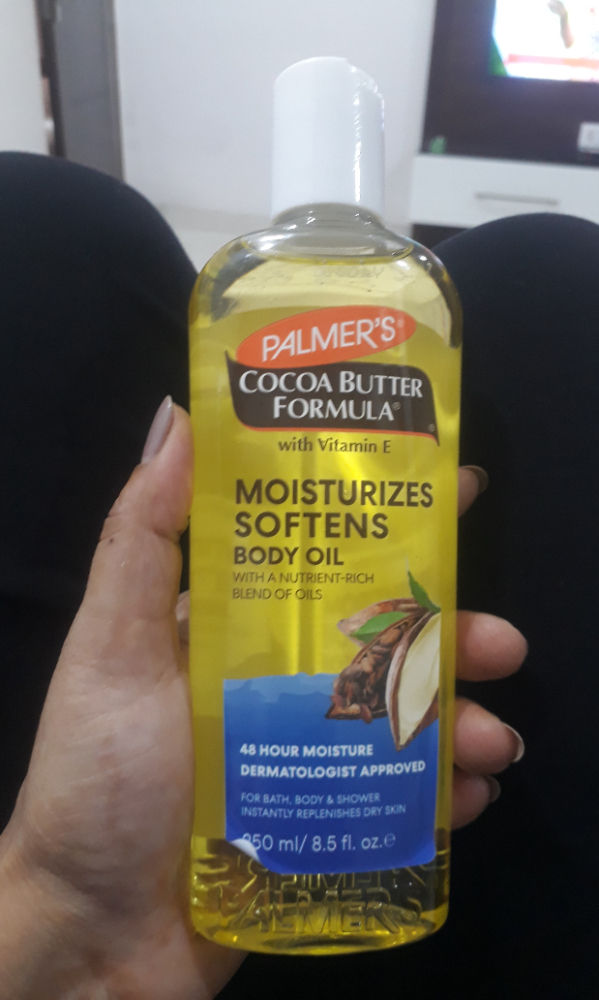 PALMER'S®
COCOA BUTTER
FORMULA®
with Vitamin E
MOISTURIZES
SOFTENS
BODY OIL
WITH A NUTRIENT-RICH
BLEND OF OILS
48 HOUR MOISTURE
DERMATOLOGIST APPROVED
FOR BATH, BODY & SHOWER
INSTANTLY REPLENISHES DRY SKIN
250 ml/ 8.5 fl. oz.℮
PALMER'S